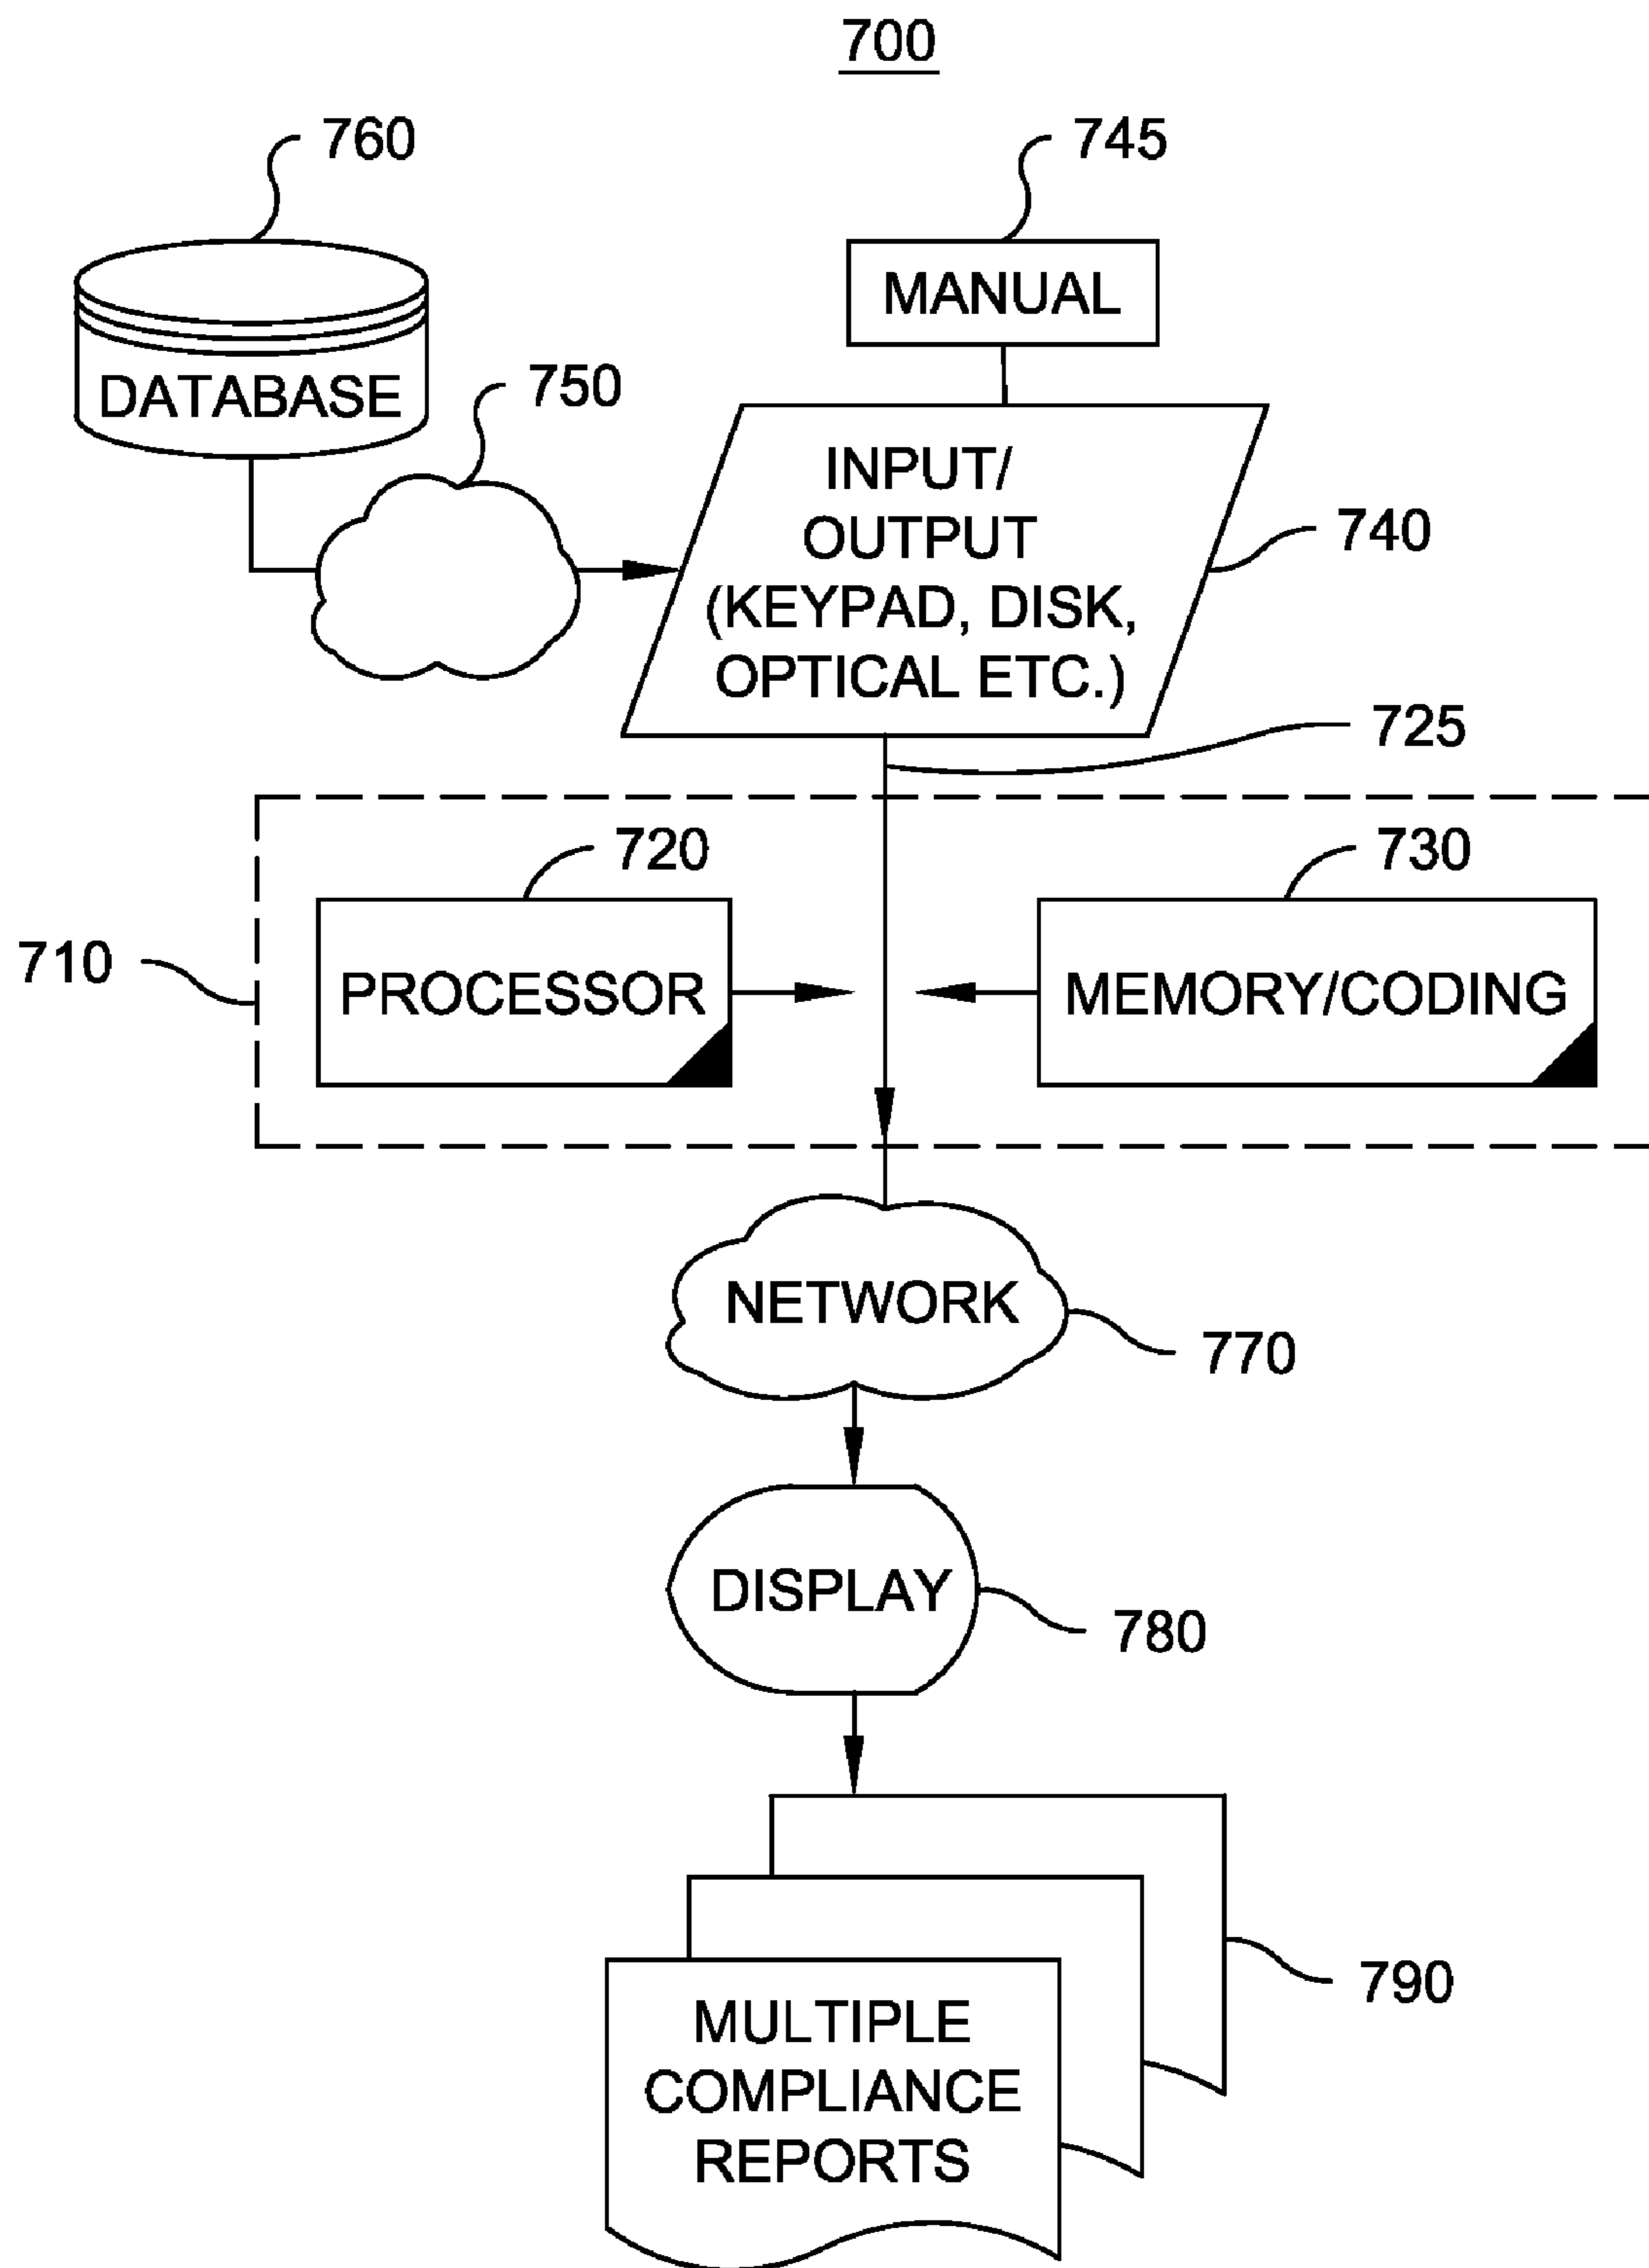 700
760
745
MANUAL
DATABASE
750
INPUT/
OUTPUT
(KEYPAD, DISK,
OPTICAL ETC.)
740
725
720
730
710
PROCESSOR
MEMORY/CODING
NETWORK
770
DISPLAY
780
790
MULTIPLE
COMPLIANCE
REPORTS